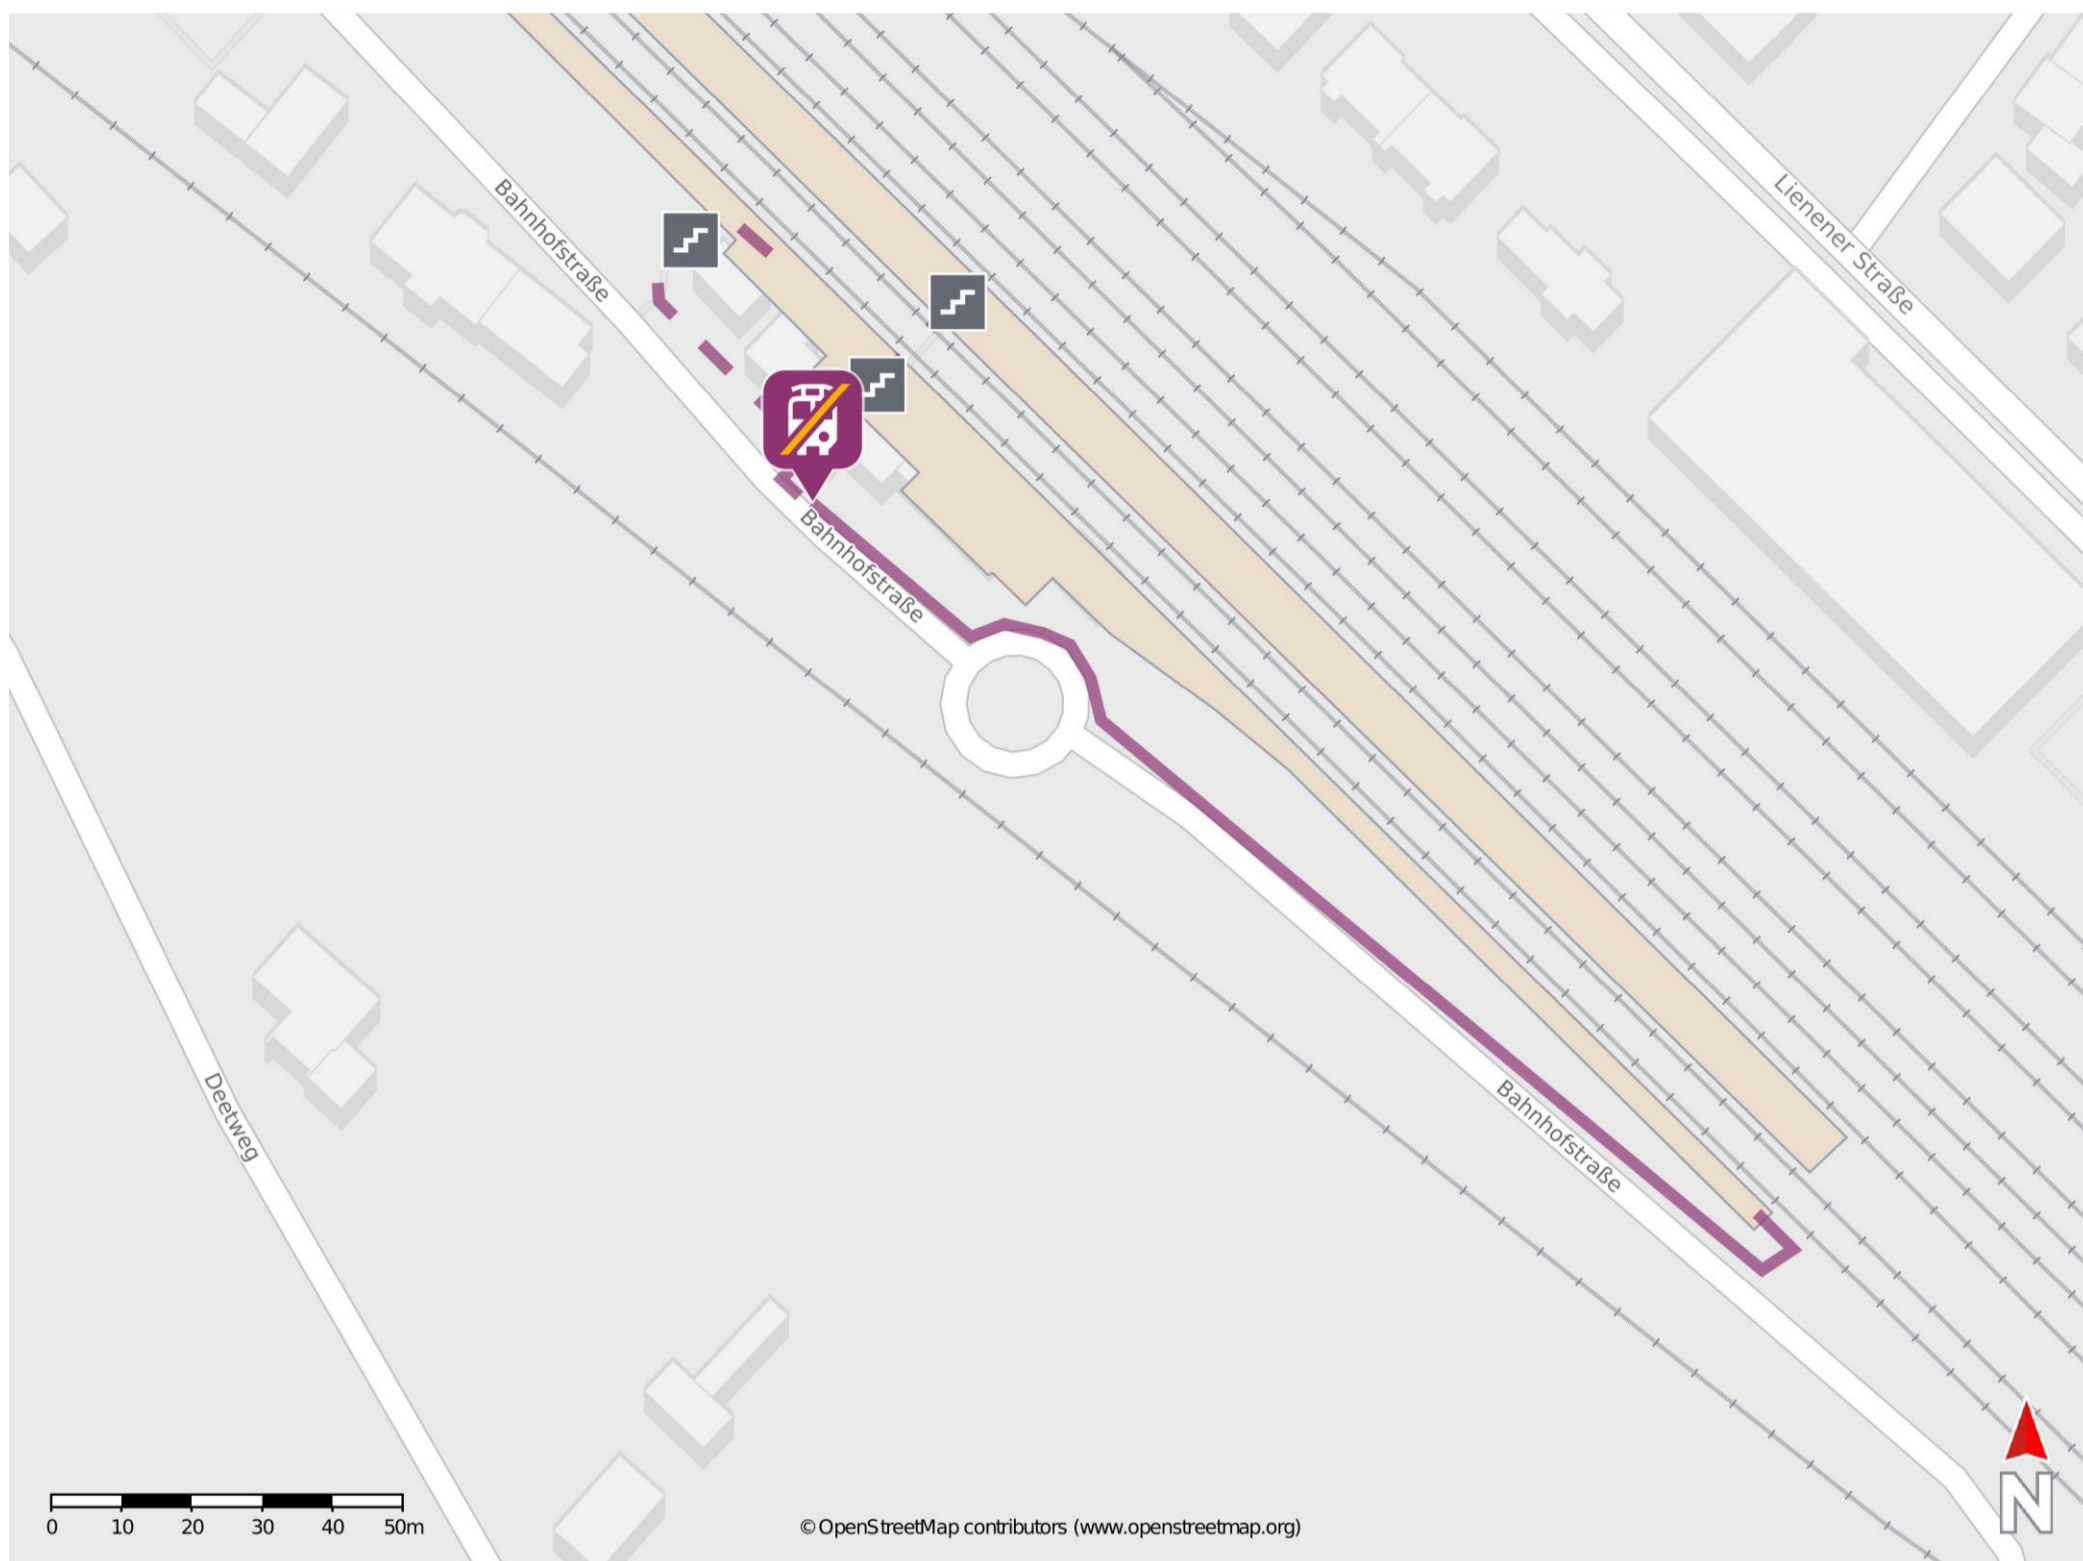 Lienener Straße
Bahnhofstraße
Bahnhofstraße
Bahnhofstraße
Deetweg
0 10 20 30 40 50m
© OpenStreetMap contributors (www.openstreetmap.org)
N